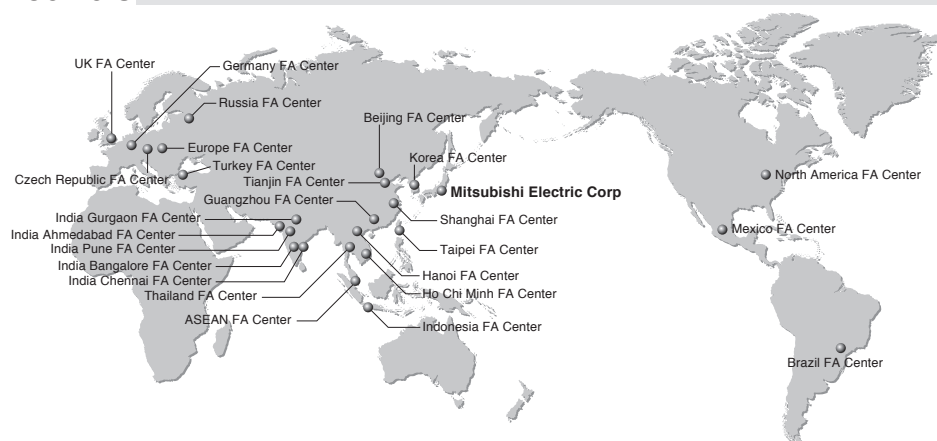 UK FA Center
Germany FA Center
Russia FA Center
Beijing FA Center
Europe FA Center
Korea FA Center
Turkey FA Center
Czech Republic FA Center
Tianjin FA Center
North America FA Center
Mitsubishi Electric Corp
Guangzhou FA Center
India Gurgaon FA Center
Shanghai FA Center
Mexico FA Center
India Ahmedabad FA Center
India Pune FA Center
Taipei FA Center
India Bangalore FA Center
Hanoi FA Center
India Chennai FA Center
Thailand FA Center
Ho Chi Minh FA Center
ASEAN FA Center
Indonesia FA Center
Brazil FA Center